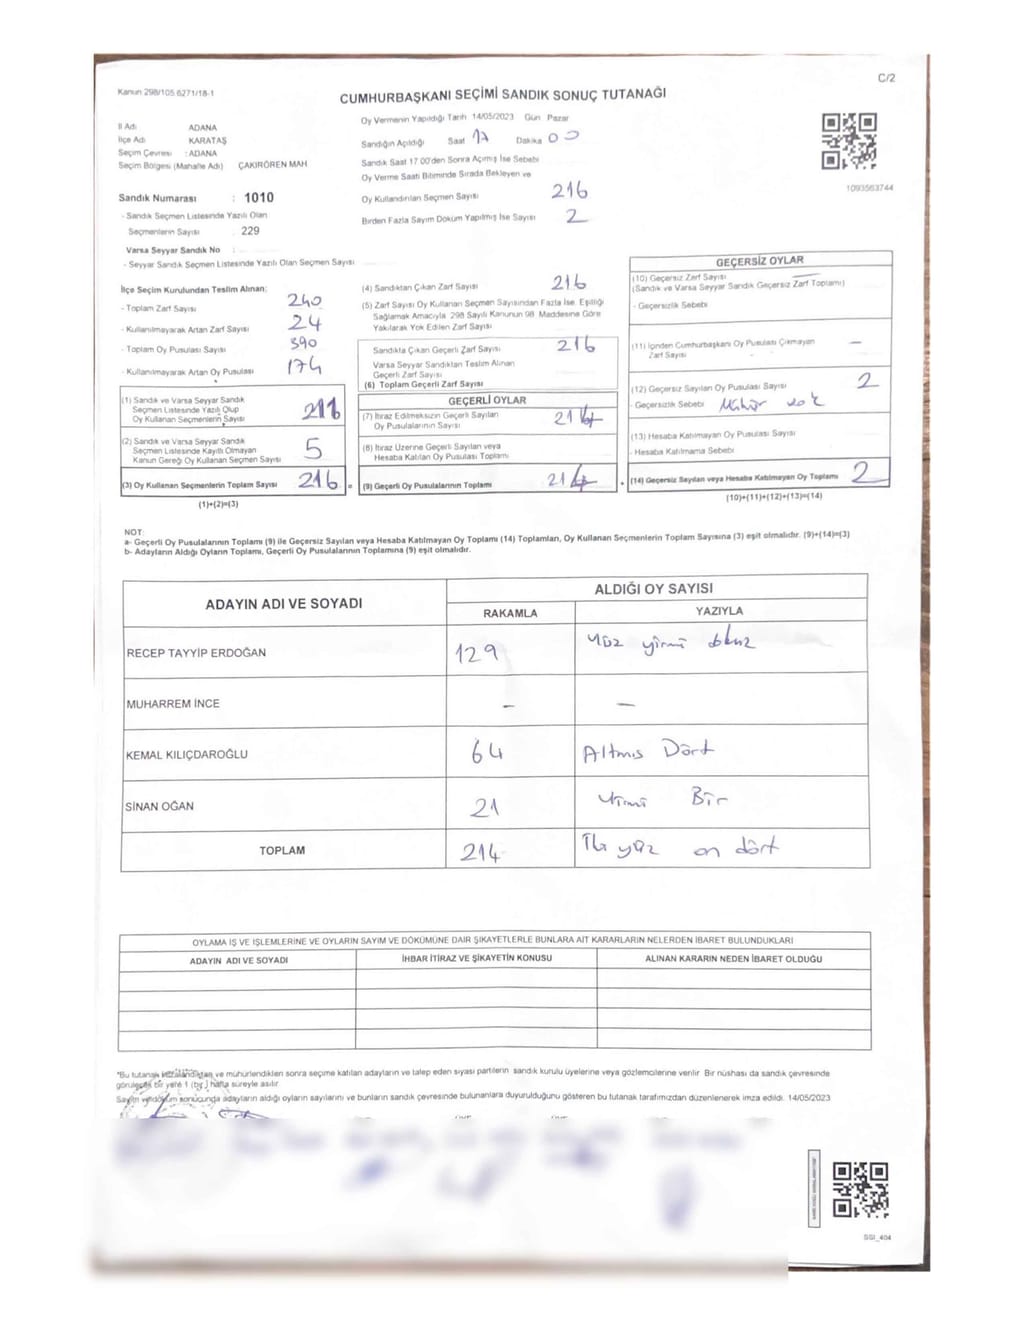 C/2
Kanun 298/105 6271/18-1
CUMHURBAŞKANI SEÇİMİ SANDIK SONUÇ TUTANAĞI
İl Adı ADANA
İlçe Adı KARATAŞ
Seçim Çevresi : ADANA
Seçim Bölgesi (Mahalle Adı) ÇAKIRÖREN MAH
Sandık Numarası : 1010
- Sandık Seçmen Listesinde Yazılı Olan
Seçmenlerin Sayısı 229
Varsa Seyyar Sandık No :
- Seyyar Sandık Seçmen Listesinde Yazılı Olan Seçmen Sayısı
Oy Vermenin Yapıldığı Tarih 14/05/2023 Gün Pazar
Sandığın Açıldığı Saat 17 Dakika 00
Sandık Saat 17 00'den Sonra Açılmış İse Sebebi
Oy Verme Saati Bitiminde Sırada Bekleyen ve
Oy Kullandırılan Seçmen Sayısı 216
Birden Fazla Sayım Döküm Yapılmış İse Sayısı 2
1093563744
İlçe Seçim Kurulundan Teslim Alınan:
- Toplam Zarf Sayısı 240
- Kullanılmayarak Artan Zarf Sayısı 24
- Toplam Oy Pusulası Sayısı 390
- Kullanılmayarak Artan Oy Pusulası 174
(1) Sandık ve Varsa Seyyar Sandık
Seçmen Listesinde Yazılı Olup
Oy Kullanan Seçmenlerin Sayısı 211
(2) Sandık ve Varsa Seyyar Sandık
Seçmen Listesinde Kayıtlı Olmayan
Kanun Gereği Oy Kullanan Seçmen Sayısı 5
(3) Oy Kullanan Seçmenlerin Toplam Sayısı 216 =
(1)+(2)=(3)
(4) Sandıktan Çıkan Zarf Sayısı 216
(5) Zarf Sayısı Oy Kullanan Seçmen Sayısından Fazla İse, Eşitliği
Sağlamak Amacıyla 298 Sayılı Kanunun 98 Maddesine Göre
Yakılarak Yok Edilen Zarf Sayısı
Sandıkta Çıkan Geçerli Zarf Sayısı 216
Varsa Seyyar Sandıktan Teslim Alınan
Geçerli Zarf Sayısı
(6) Toplam Geçerli Zarf Sayısı
GEÇERLİ OYLAR
(7) İtiraz Edilmeksizin Geçerli Sayılan
Oy Pusulalarının Sayısı 214
(8) İtiraz Üzerine Geçerli Sayılan veya
Hesaba Katılan Oy Pusulası Toplamı
(9) Geçerli Oy Pusulalarının Toplamı 214 +
GEÇERSİZ OYLAR
(10) Geçersiz Zarf Sayısı —
(Sandık ve Varsa Seyyar Sandık Geçersiz Zarf Toplamı)
- Geçersizlik Sebebi
(11) İçinden Cumhurbaşkanı Oy Pusulası Çıkmayan
Zarf Sayısı —
(12) Geçersiz Sayılan Oy Pusulası Sayısı 2
- Geçersizlik Sebebi Mühür yok
(13) Hesaba Katılmayan Oy Pusulası Sayısı
- Hesaba Katılmama Sebebi
(14) Geçersiz Sayılan veya Hesaba Katılmayan Oy Toplamı 2
(10)+(11)+(12)+(13)=(14)
NOT:
a- Geçerli Oy Pusulalarının Toplamı (9) ile Geçersiz Sayılan veya Hesaba Katılmayan Oy Toplamı (14) Toplamları, Oy Kullanan Seçmenlerin Toplam Sayısına (3) eşit olmalıdır. (9)+(14)=(3)
b- Adayların Aldığı Oyların Toplamı, Geçerli Oy Pusulalarının Toplamına (9) eşit olmalıdır.
ADAYIN ADI VE SOYADI ALDIĞI OY SAYISI
RAKAMLA YAZIYLA
RECEP TAYYİP ERDOĞAN 129 Yüz yirmi dokuz
MUHARREM İNCE – —
KEMAL KILIÇDAROĞLU 64 Altmış Dört
SİNAN OĞAN 21 Yirmi Bir
TOPLAM 214 İki yüz on dört
OYLAMA İŞ VE İŞLEMLERİNE VE OYLARIN SAYIM VE DÖKÜMÜNE DAİR ŞİKAYETLERLE BUNLARA AİT KARARLARIN NELERDEN İBARET BULUNDUKLARI
ADAYIN ADI VE SOYADI İHBAR İTİRAZ VE ŞİKAYETİN KONUSU ALINAN KARARIN NEDEN İBARET OLDUĞU
*Bu tutanak imzalandıktan ve mühürlendikten sonra seçime katılan adayların ve talep eden siyasi partilerin sandık kurulu üyelerine veya gözlemcilerine verilir Bir nüshası da sandık çevresinde
görülecek bir yere 1 (bir) hafta süreyle asılır
Sayım ve döküm sonucunda adayların aldığı oyların sayılarını ve bunların sandık çevresinde bulunanlara duyurulduğunu gösteren bu tutanak tarafımızdan düzenlenerek imza edildi. 14/05/2023
SSI_404